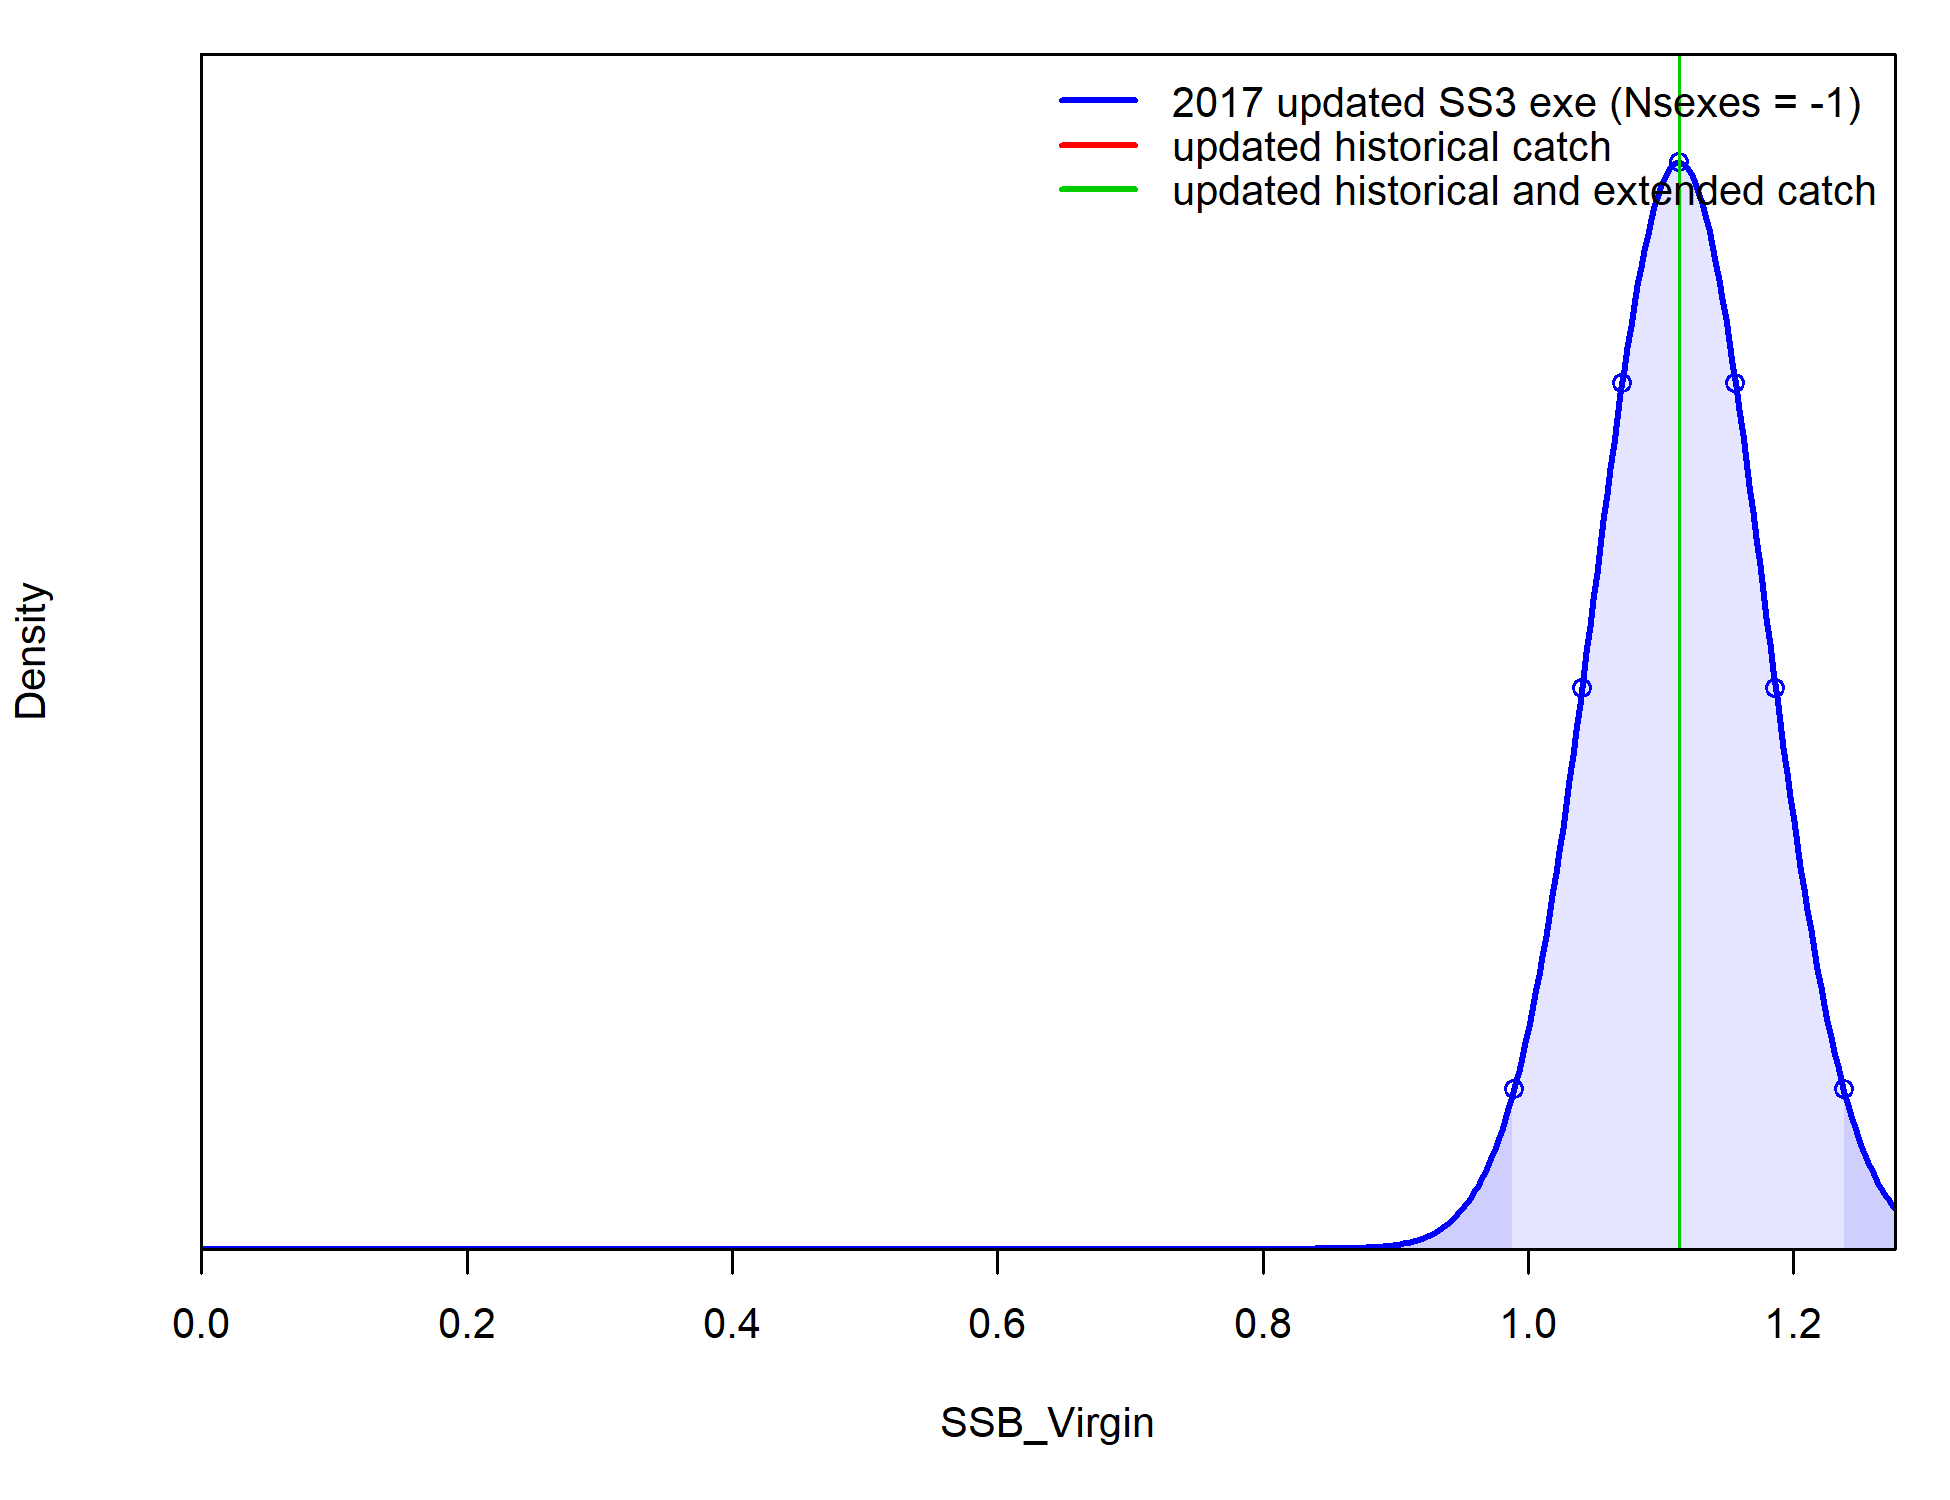 2017 updated SS3 exe (Nsexes = -1)
updated historical catch
updated historical and extended catch
Density
0.0 0.2 0.4 0.6 0.8 1.0 1.2
SSB_Virgin